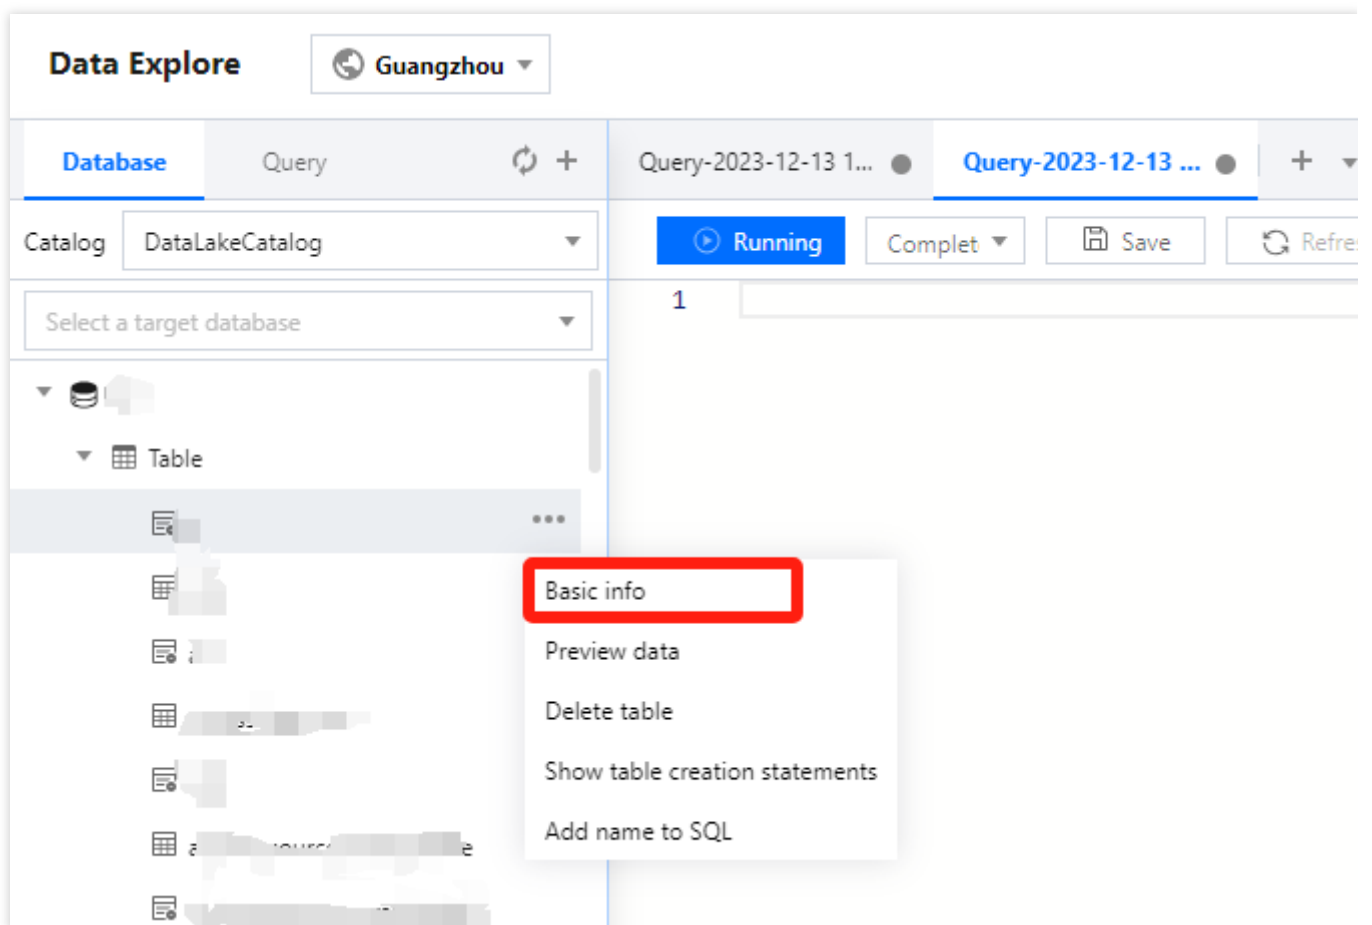 Data Explore
Guangzhou
Database
Query
Query-2023-12-13 1...
Query-2023-12-13 ...
Catalog
DataLakeCatalog
Running
Complet
Save
Refre
Select a target database
1
Table
Basic info
Preview data
Delete table
Show table creation statements
Add name to SQL